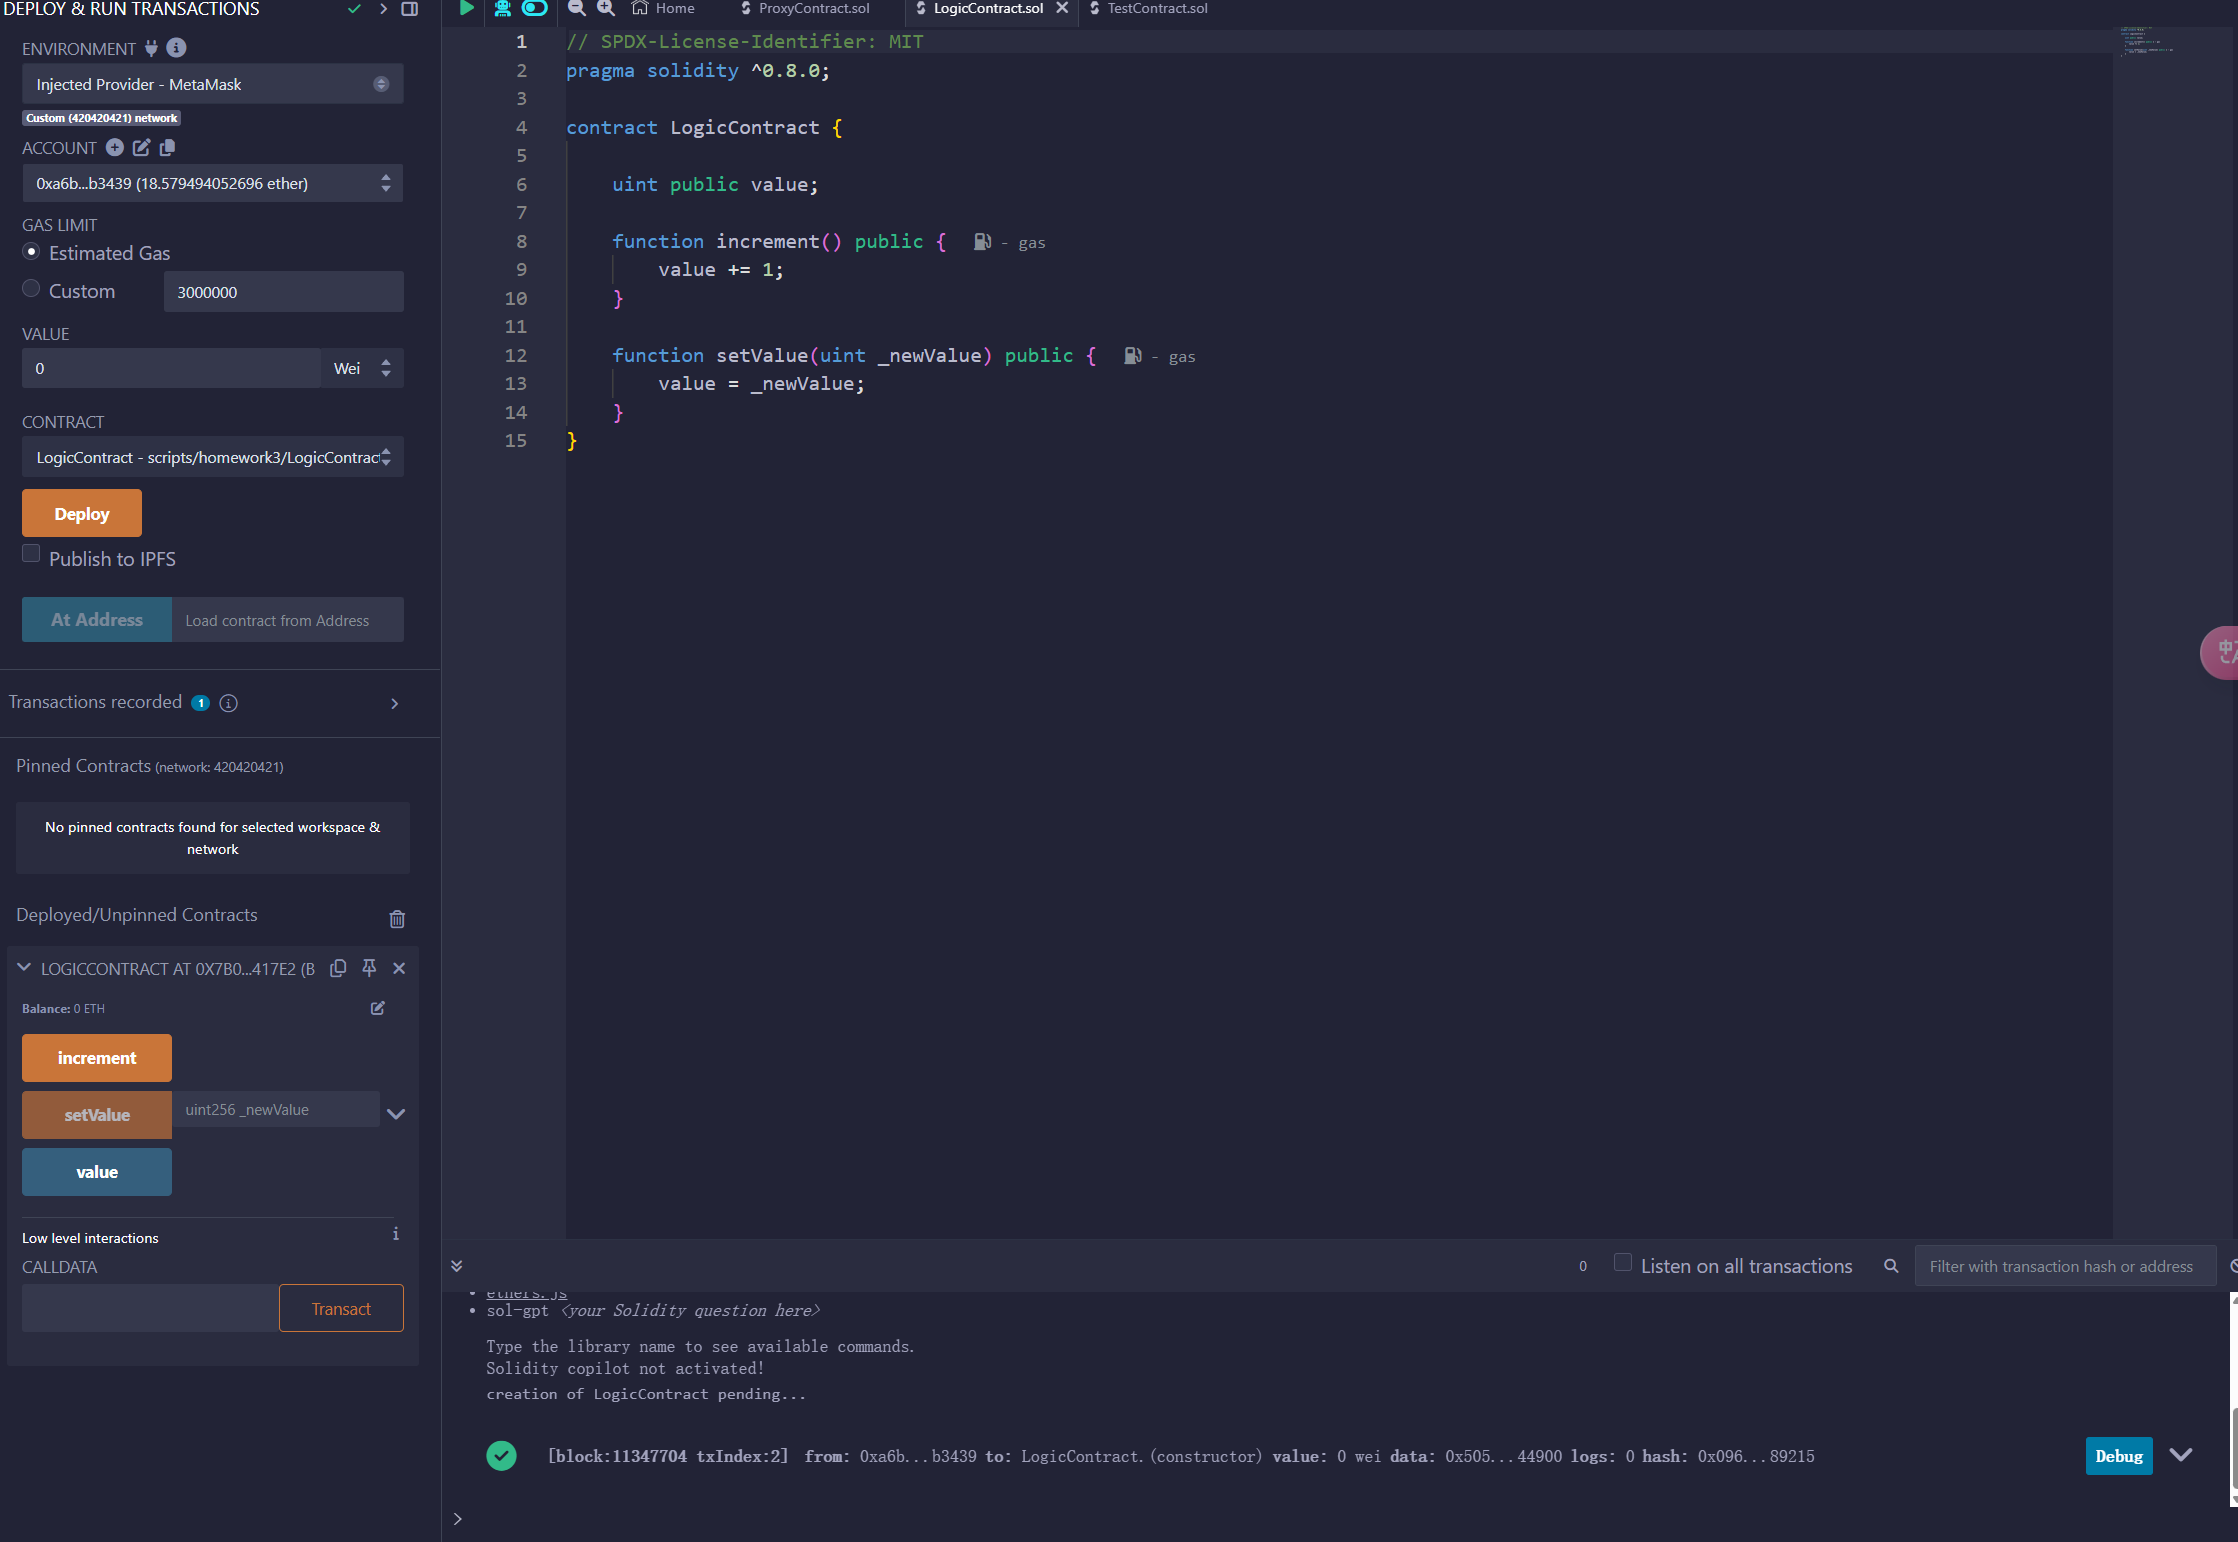 DEPLOY & RUN TRANSACTIONS
ENVIRONMENT
Injected Provider - MetaMask
Custom (420420421) network
ACCOUNT
0xa6b...b3439 (18.579494052696 ether)
GAS LIMIT
Estimated Gas
Custom
3000000
VALUE
0
Wei
CONTRACT
LogicContract - scripts/homework3/LogicContract
Deploy
Publish to IPFS
At Address
Load contract from Address
Transactions recorded 1
Pinned Contracts (network: 420420421)
No pinned contracts found for selected workspace &
network
Deployed/Unpinned Contracts
LOGICCONTRACT AT 0X7B0...417E2 (B
Balance: 0 ETH
increment
setValue
uint256 _newValue
value
Low level interactions
CALLDATA
Transact
Home
ProxyContract.sol
LogicContract.sol
TestContract.sol
1 // SPDX-License-Identifier: MIT
2 pragma solidity ^0.8.0;
3
4 contract LogicContract {
5
6 uint public value;
7
8 function increment() public { - gas
9 value += 1;
10 }
11
12 function setValue(uint _newValue) public { - gas
13 value = _newValue;
14 }
15 }
中
0
Listen on all transactions
Filter with transaction hash or address
ethers.js
sol-gpt <your Solidity question here>
Type the library name to see available commands.
Solidity copilot not activated!
creation of LogicContract pending...
[block:11347704 txIndex:2] from: 0xa6b...b3439 to: LogicContract.(constructor) value: 0 wei data: 0x505...44900 logs: 0 hash: 0x096...89215
Debug
>